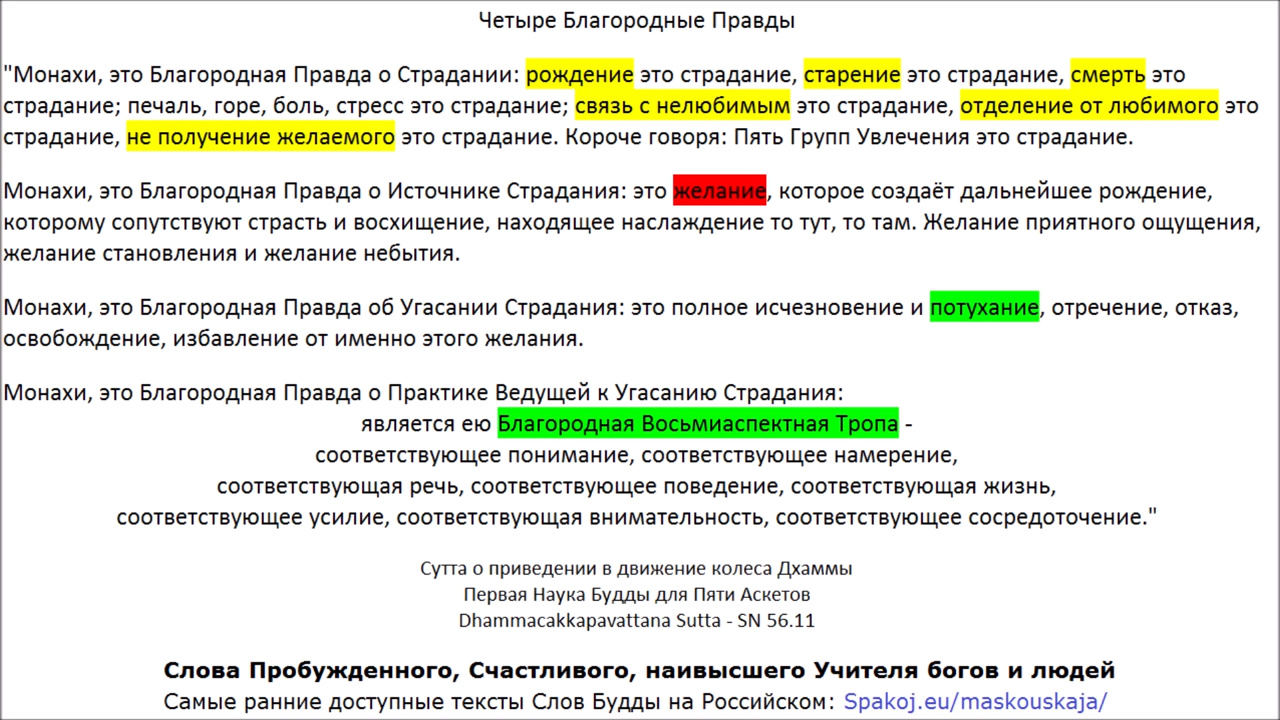 Четыре Благородные Правды
"Монахи, это Благородная Правда о Страдании: рождение это страдание, старение это страдание, смерть это
страдание; печаль, горе, боль, стресс это страдание; связь с нелюбимым это страдание, отделение от любимого это
страдание, не получение желаемого это страдание. Короче говоря: Пять Групп Увлечения это страдание.
Монахи, это Благородная Правда о Источнике Страдания: это желание, которое создаёт дальнейшее рождение,
которому сопутствуют страсть и восхищение, находящее наслаждение то тут, то там. Желание приятного ощущения,
желание становления и желание небытия.
Монахи, это Благородная Правда об Угасании Страдания: это полное исчезновение и потухание, отречение, отказ,
освобождение, избавление от именно этого желания.
Монахи, это Благородная Правда о Практике Ведущей к Угасанию Страдания:
является ею Благородная Восьмиаспектная Тропа -
соответствующее понимание, соответствующее намерение,
соответствующая речь, соответствующее поведение, соответствующая жизнь,
соответствующее усилие, соответствующая внимательность, соответствующее сосредоточение."
Сутта о приведении в движение колеса Дхаммы
Первая Наука Будды для Пяти Аскетов
Dhammacakkapavattana Sutta - SN 56.11
Слова Пробужденного, Счастливого, наивысшего Учителя богов и людей
Самые ранние доступные тексты Слов Будды на Российском: Spakoj.eu/maskouskaja/